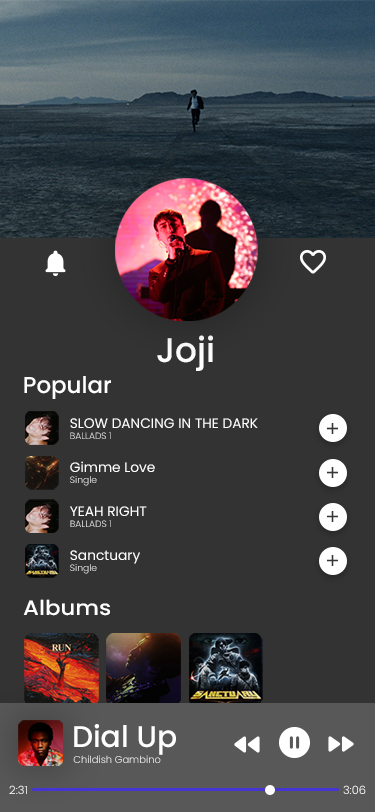 Joji
Popular
SLOW DANCING IN THE DARK
BALLADS 1
Gimme Love
Single
YEAH RIGHT
BALLADS 1
Sanctuary
Single
Albums
RUN
SANCTUARY
Dial Up
Childish Gambino
2:31
3:06